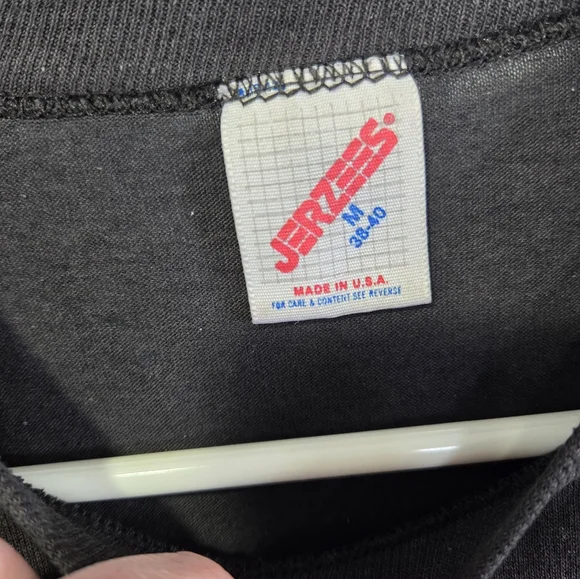 JERZEES®
M
38-40
MADE IN U.S.A.
FOR CARE & CONTENT SEE REVERSE